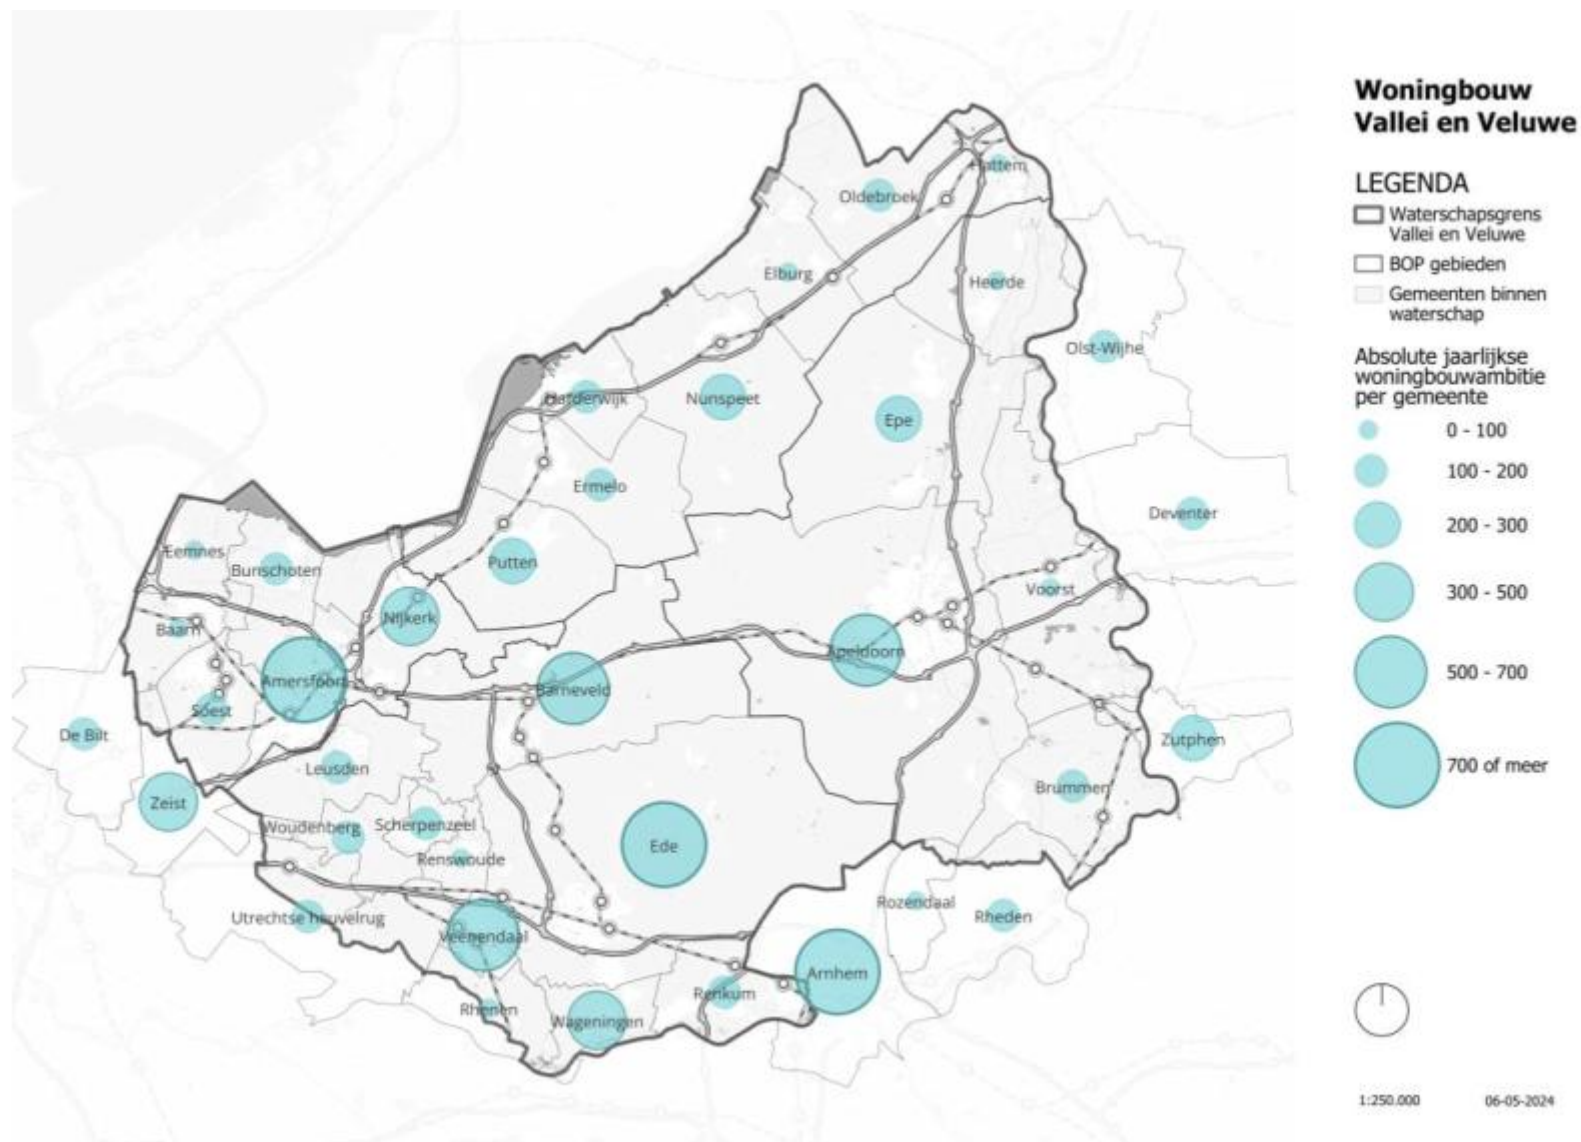 Woningbouw
Vallei en Veluwe
LEGENDA
Waterschapsgrens
Vallei en Veluwe
BOP gebieden
Gemeenten binnen
waterschap
Absolute jaarlijkse
woningbouwambitie
per gemeente
0 - 100
100 - 200
200 - 300
300 - 500
500 - 700
700 of meer
1:250.000
06-05-2024
Hattem
Oldebroek
Elburg
Heerde
Olst-Wijhe
Harderwijk
Nunspeet
Epe
Ermelo
Deventer
Eemnes
Bunschoten
Putten
Voorst
Nijkerk
Baarn
Apeldoorn
Amersfoort
Barneveld
Soest
De Bilt
Zutphen
Leusden
Brummen
Zeist
Woudenberg
Scherpenzeel
Ede
Renswoude
Rozendaal
Utrechtse heuvelrug
Rheden
Veenendaal
Arnhem
Renkum
Rhenen
Wageningen